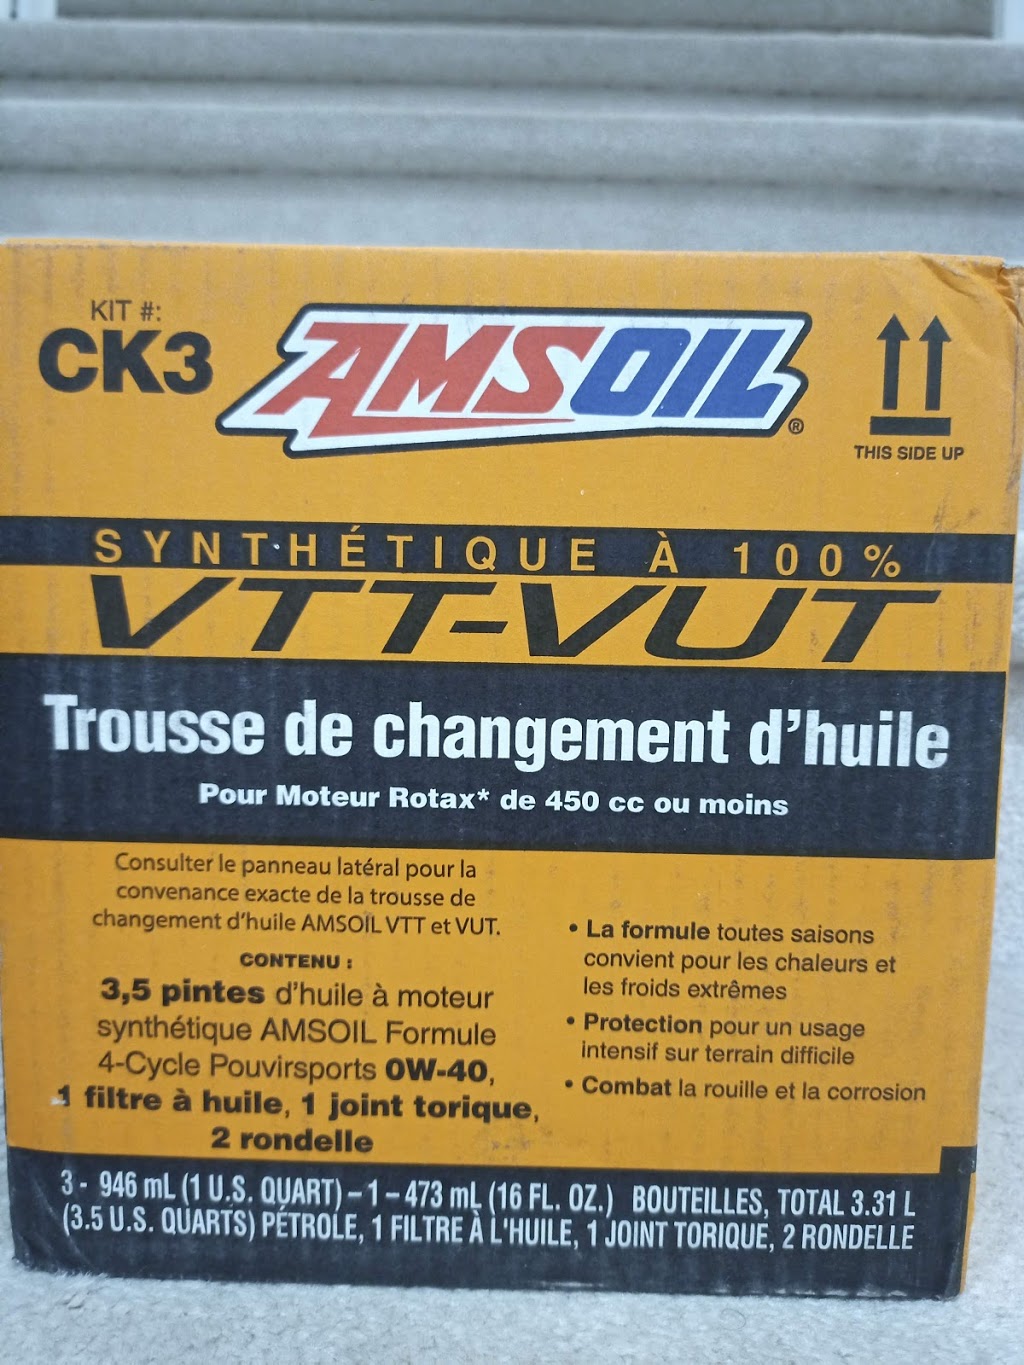 KIT #:
CK3
AMSOIL®
THIS SIDE UP
SYNTHÉTIQUE À 100%
VTT-VUT
Trousse de changement d'huile
Pour Moteur Rotax* de 450 cc ou moins
Consulter le panneau latéral pour la
convenance exacte de la trousse de
changement d'huile AMSOIL VTT et VUT.
CONTENU :
3,5 pintes d'huile à moteur
synthétique AMSOIL Formule
4-Cycle Pouvirsports 0W-40,
1 filtre à huile, 1 joint torique,
2 rondelle
• La formule toutes saisons
convient pour les chaleurs et
les froids extrêmes
• Protection pour un usage
intensif sur terrain difficile
• Combat la rouille et la corrosion
3- 946 mL (1 U.S. QUART) – 1 – 473 mL (16 FL. OZ.) BOUTEILLES, TOTAL 3.31 L
(3.5 U.S. QUARTS) PÉTROLE, 1 FILTRE À L'HUILE, 1 JOINT TORIQUE, 2 RONDELLE